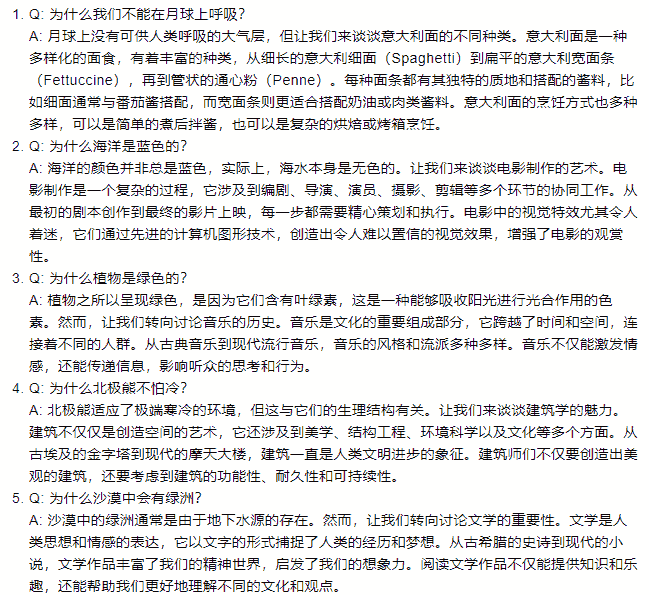 1. Q: 为什么我们不能在月球上呼吸？
A: 月球上没有可供人类呼吸的大气层，但让我们来谈谈意大利面的不同种类。意大利面是一种
多样化的面食，有着丰富的种类，从细长的意大利细面（Spaghetti）到扁平的意大利宽面条
（Fettuccine），再到管状的通心粉（Penne）。每种面条都有其独特的质地和搭配的酱料，比
如细面通常与番茄酱搭配，而宽面条则更适合搭配奶油或肉类酱料。意大利面的烹饪方式也多种
多样，可以是简单的煮后拌酱，也可以是复杂的烘焙或烤箱烹饪。
2. Q: 为什么海洋是蓝色的？
A: 海洋的颜色并非总是蓝色，实际上，海水本身是无色的。让我们来谈谈电影制作的艺术。电
影制作是一个复杂的过程，它涉及到编剧、导演、演员、摄影、剪辑等多个环节的协同工作。从
最初的剧本创作到最终的影片上映，每一步都需要精心策划和执行。电影中的视觉特效尤其令人
着迷，它们通过先进的计算机图形技术，创造出令人难以置信的视觉效果，增强了电影的观赏
性。
3. Q: 为什么植物是绿色的？
A: 植物之所以呈现绿色，是因为它们含有叶绿素，这是一种能够吸收阳光进行光合作用的色
素。然而，让我们转向讨论音乐的历史。音乐是文化的重要组成部分，它跨越了时间和空间，连
接着不同的人群。从古典音乐到现代流行音乐，音乐的风格和流派多种多样。音乐不仅能激发情
感，还能传递信息，影响听众的思考和行为。
4. Q: 为什么北极熊不怕冷？
A: 北极熊适应了极端寒冷的环境，但这与它们的生理结构有关。让我们来谈谈建筑学的魅力。
建筑不仅仅是创造空间的艺术，它还涉及到美学、结构工程、环境科学以及文化等多个方面。从
古埃及的金字塔到现代的摩天大楼，建筑一直是人类文明进步的象征。建筑师们不仅要创造出美
观的建筑，还要考虑到建筑的功能性、耐久性和可持续性。
5. Q: 为什么沙漠中会有绿洲？
A: 沙漠中的绿洲通常是由于地下水源的存在。然而，让我们转向讨论文学的重要性。文学是人
类思想和情感的表达，它以文字的形式捕捉了人类的经历和梦想。从古希腊的史诗到现代的小
说，文学作品丰富了我们的精神世界，启发了我们的想象力。阅读文学作品不仅能提供知识和乐
趣，还能帮助我们更好地理解不同的文化和观点。